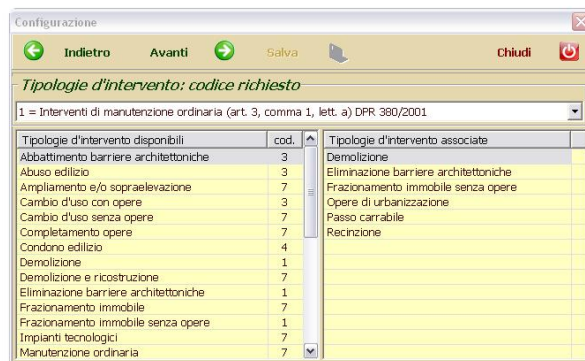 Configurazione
Indietro Avanti Salva Chiudi
Tipologie d'intervento: codice richiesto
1 = Interventi di manutenzione ordinaria (art. 3, comma 1, lett. a) DPR 380/2001
Tipologie d'intervento disponibili cod. Tipologie d'intervento associate
Abbattimento barriere architettoniche 3 Demolizione
Abuso edilizio 3 Eliminazione barriere architettoniche
Ampliamento e/o sopraelevazione 7 Frazionamento immobile senza opere
Cambio d'uso con opere 3 Opere di urbanizzazione
Cambio d'uso senza opere 7 Passo carrabile
Completamento opere 7 Recinzione
Condono edilizio 4
Demolizione 1
Demolizione e ricostruzione 7
Eliminazione barriere architettoniche 1
Frazionamento immobile 7
Frazionamento immobile senza opere 1
Impianti tecnologici 7
Manutenzione ordinaria 7